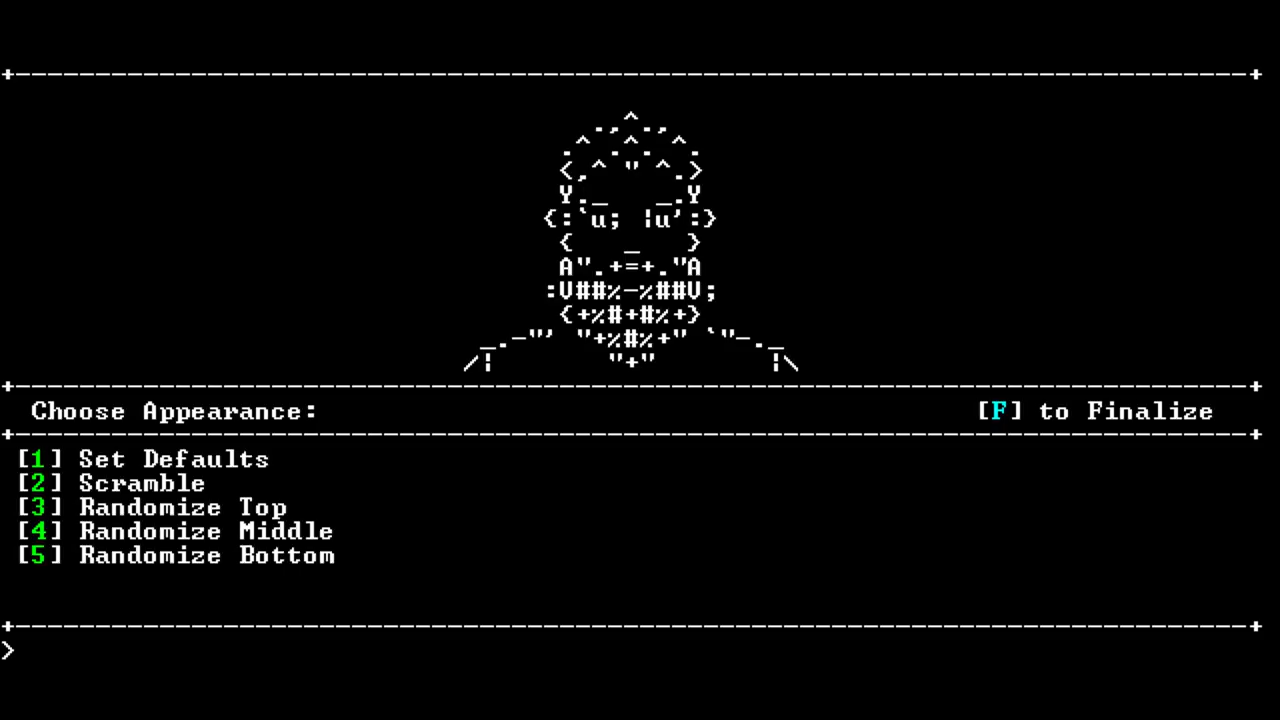 Choose Appearance: [F] to Finalize
[1] Set Defaults
[2] Scramble
[3] Randomize Top
[4] Randomize Middle
[5] Randomize Bottom
>